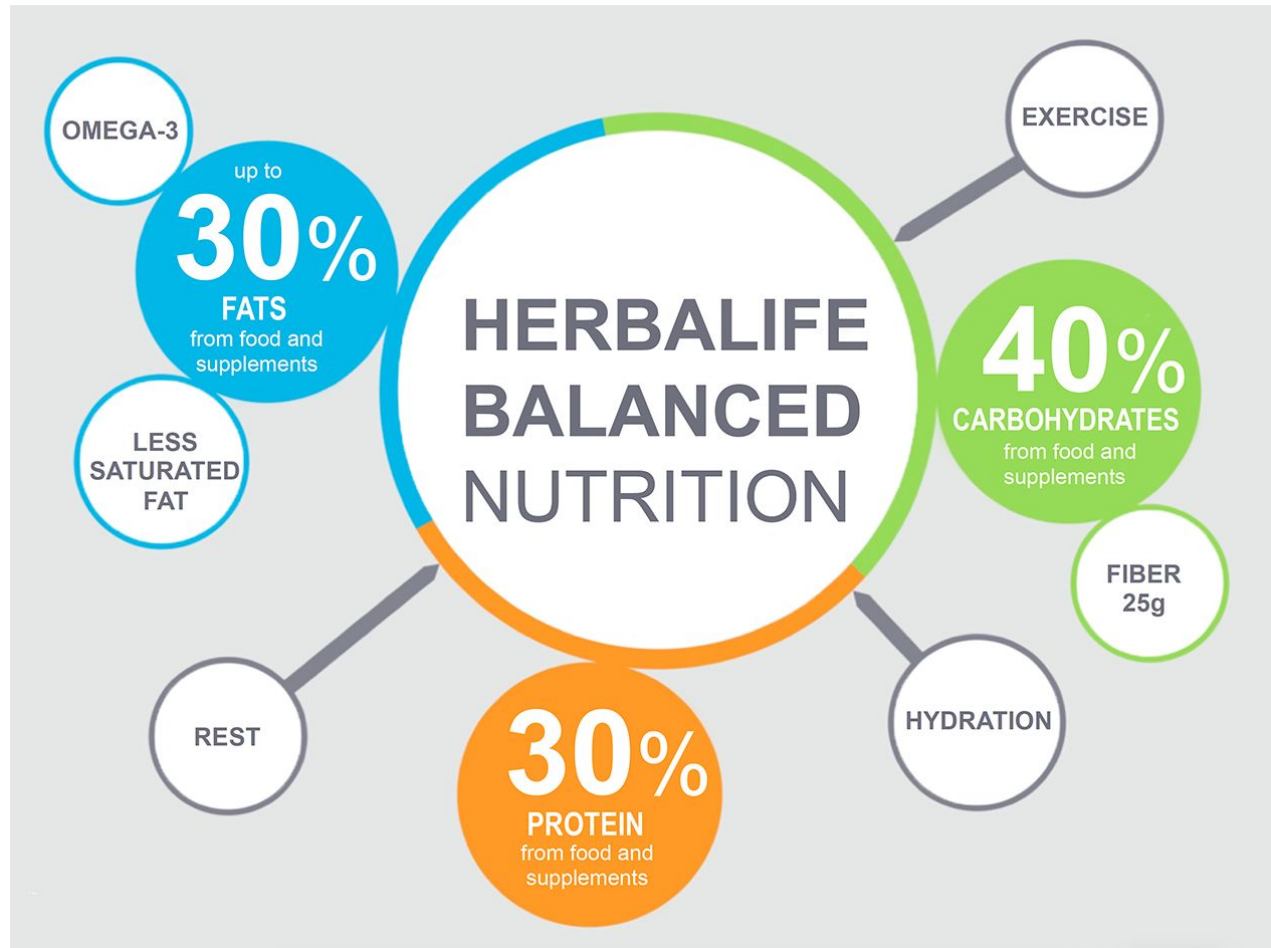 OMEGA-3
up to
30%
FATS
from food and
supplements
LESS
SATURATED
FAT
HERBALIFE
BALANCED
NUTRITION
EXERCISE
40%
CARBOHYDRATES
from food and
supplements
FIBER
25g
REST
30%
PROTEIN
from food and
supplements
HYDRATION